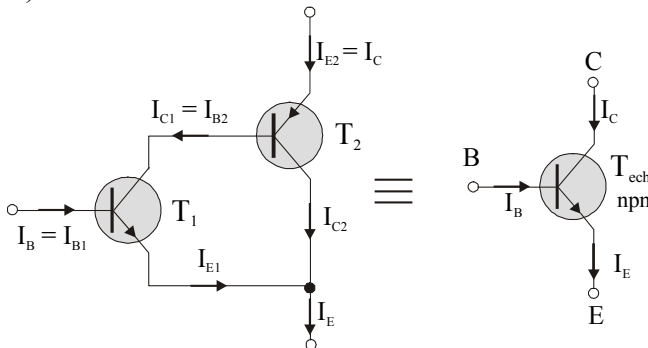 )
I_E2 = I_C
I_C1 = I_B2
T_2
T_1
I_B = I_B1
I_C2
I_E1
I_E
C
I_C
B
T_ech
npn
I_B
I_E
E